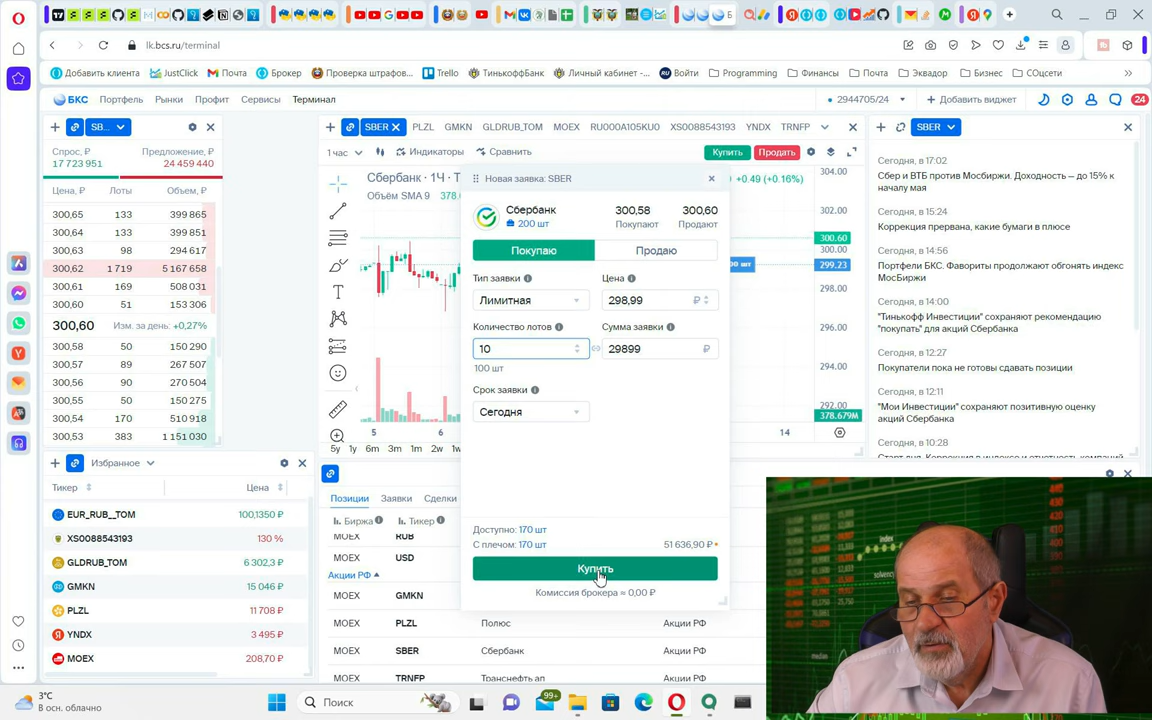 lk.bcs.ru/terminal
Добавить клиента JustClick Почта Брокер Проверка штрафов... Trello ТинькоффБанк Личный кабинет -... Войти Programming Финансы Почта Эквадор Бизнес СОцсети
БКС Портфель Рынки Профит Сервисы Терминал 2944705/24 Добавить виджет 24
SB...
Спрос, ₽ Предложение, ₽
17 723 951 24 459 440
Цена, ₽ Лоты Объем, ₽
300,65 133 399 865
300,64 133 399 851
300,63 98 294 617
300,62 1 719 5 167 658
300,61 169 508 031
300,60 51 153 306
300,60 Изм. за день: +0,27%
300,58 50 150 290
300,57 89 267 507
300,56 90 270 504
300,55 50 150 275
300,54 170 510 918
300,53 383 1 151 030
Избранное
Тикер Цена
EUR_RUB__TOM 100,1350 ₽
XS0088543193 130 %
GLDRUB_TOM 6 302,3 ₽
GMKN 15 046 ₽
PLZL 11 708 ₽
YNDX 3 495 ₽
MOEX 208,70 ₽
SBER PLZL GMKN GLDRUB_TOM MOEX RU000A105KU0 XS0088543193 YNDX TRNFP
1 час Индикаторы Сравнить Купить Продать
Сбербанк · 1Ч · Т
+0.49 (+0.16%)
Объём SMA 9 378.
304.00
302.00
300.60
300.00
299.23
298.00
296.00
294.00
292.00
378.679M
5 6 14
5y 1y 6m 3m 1m 2w 1w
Новая заявка: SBER
Сбербанк 300,58 300,60
200 шт Покупают Продают
Покупаю Продаю
Тип заявки Цена
Лимитная 298,99 ₽
Количество лотов Сумма заявки
10 29899 ₽
100 шт
Срок заявки
Сегодня
Доступно: 170 шт
С плечом: 170 шт 51 636,90 ₽
Купить
Комиссия брокера ≈ 0,00 ₽
Позиции Заявки Сделки
Биржа Тикер
MOEX RUB
MOEX USD
Акции РФ
MOEX GMKN
MOEX PLZL Полюс Акции РФ
MOEX SBER Сбербанк Акции РФ
MOEX TRNFP Транснефть ап Акции РФ
SBER
Сегодня, в 17:02
Сбер и ВТБ против Мосбиржи. Доходность — до 15% к
началу мая
Сегодня, в 15:24
Коррекция прервана, какие бумаги в плюсе
Сегодня, в 14:56
Портфели БКС. Фавориты продолжают обгонять индекс
МосБиржи
Сегодня, в 14:00
"Тинькофф Инвестиции" сохраняют рекомендацию
"покупать" для акций Сбербанка
Сегодня, в 12:27
Покупатели пока не готовы сдавать позиции
Сегодня, в 12:11
"Мои Инвестиции" сохраняют позитивную оценку
акций Сбербанка
Сегодня, в 10:28
index
solvency
3°C
В осн. облачно
Поиск
99+